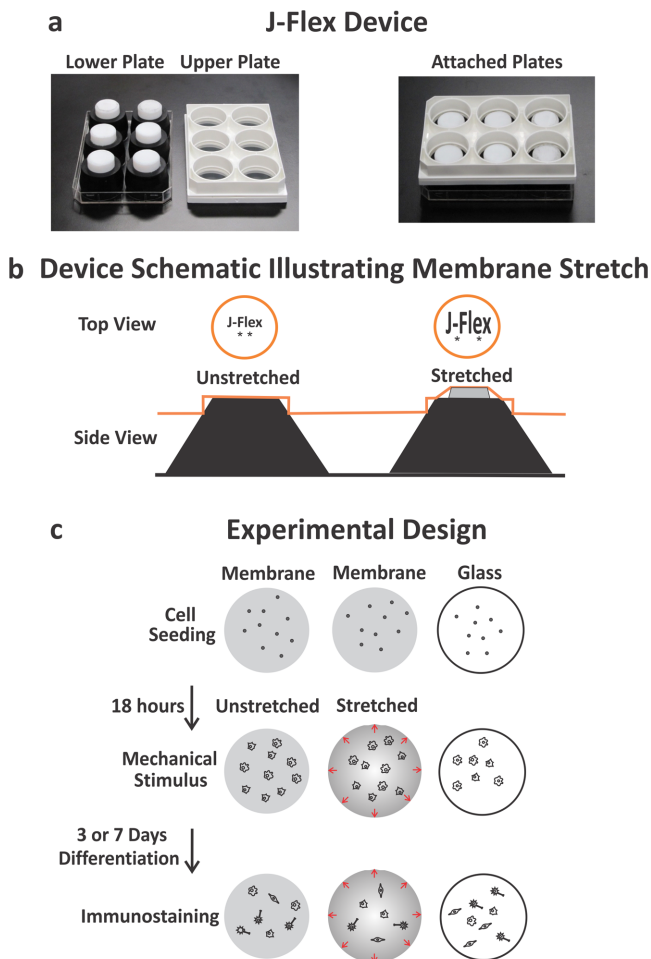 a J-Flex Device
Lower Plate Upper Plate Attached Plates
b Device Schematic Illustrating Membrane Stretch
Top View
J-Flex
* *
J-Flex
* *
Unstretched Stretched
Side View
c Experimental Design
Membrane Membrane Glass
Cell
Seeding
18 hours Unstretched Stretched
Mechanical
Stimulus
3 or 7 Days
Differentiation
Immunostaining